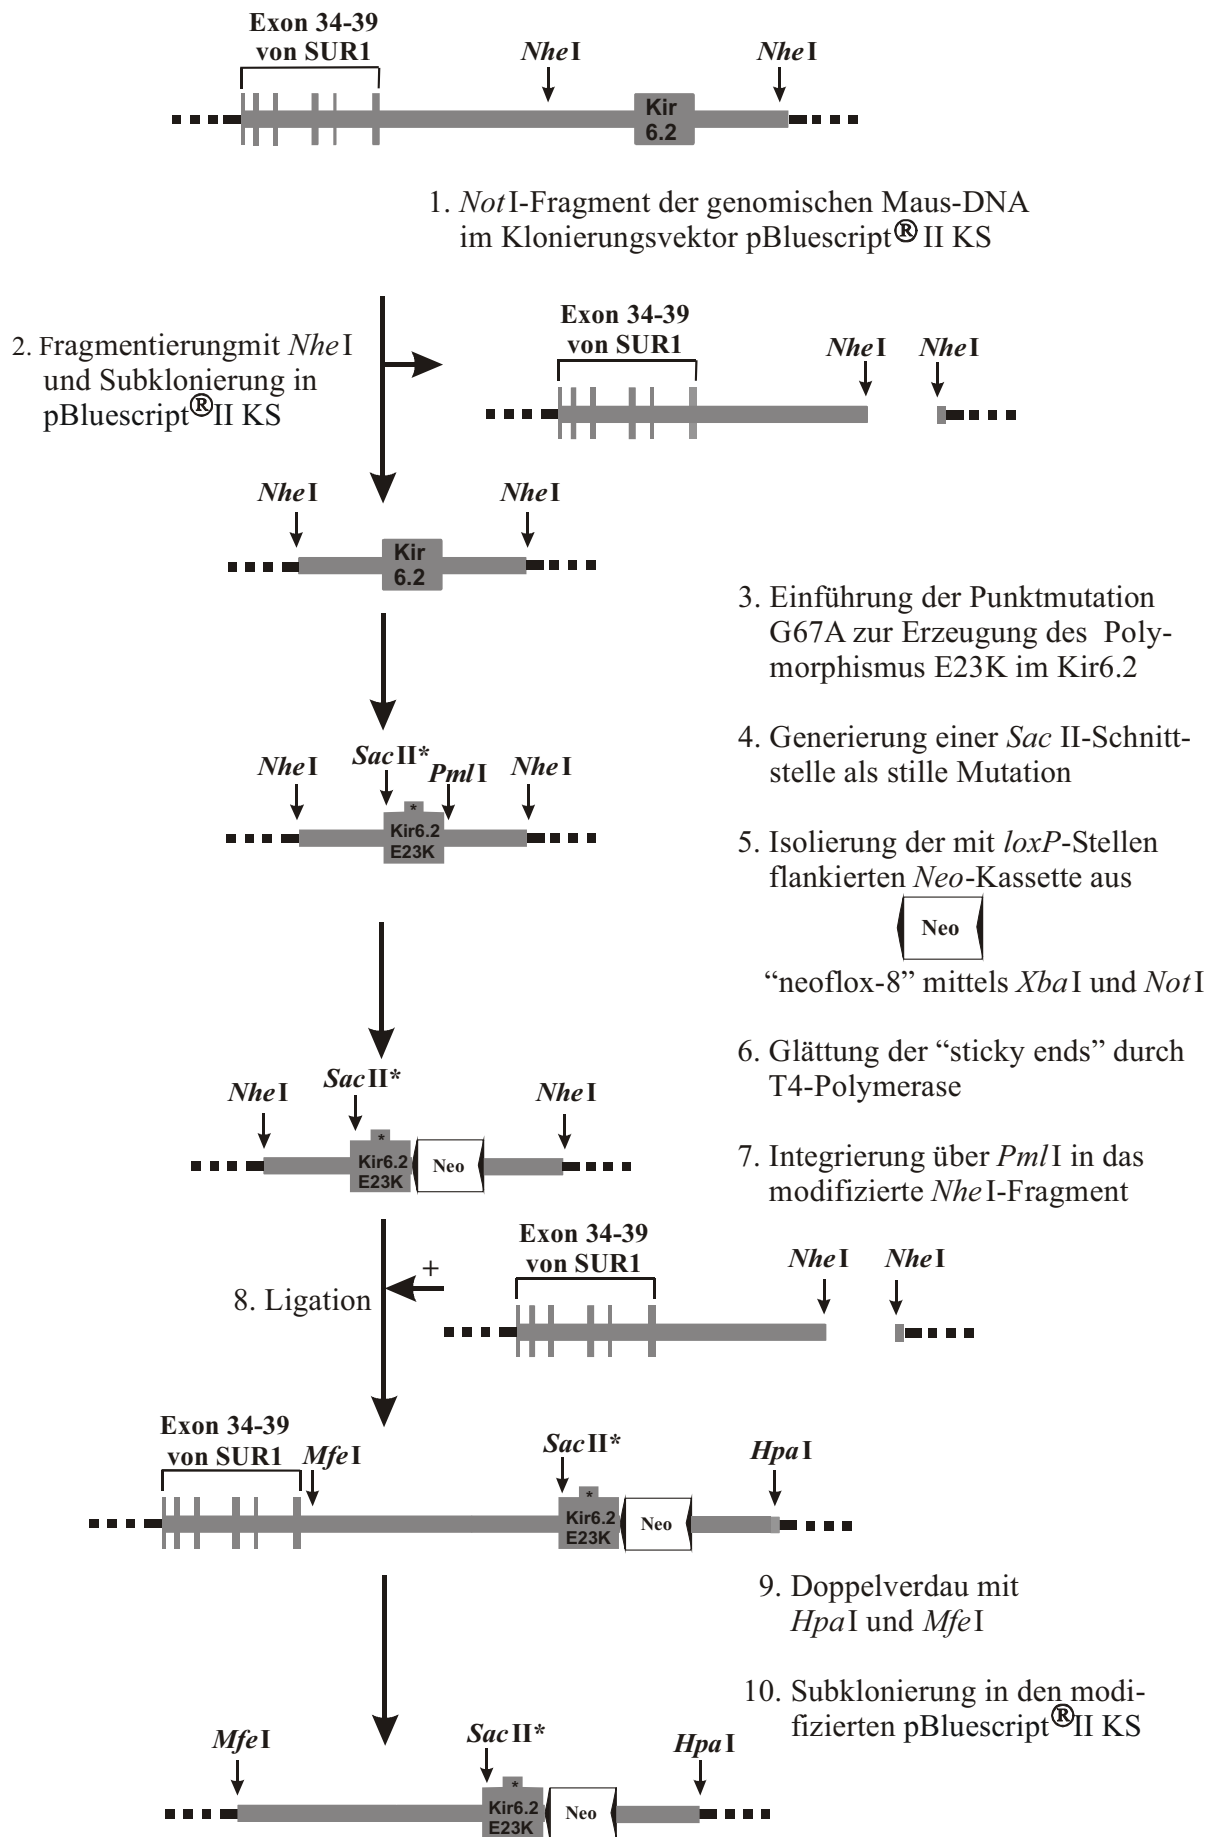 Exon 34-39
von SUR1
NheI
NheI
Kir
6.2
1. NotI-Fragment der genomischen Maus-DNA
im Klonierungsvektor pBluescript® II KS
2. Fragmentierungmit NheI
und Subklonierung in
pBluescript®II KS
Exon 34-39
von SUR1
NheI
NheI
NheI
NheI
Kir
6.2
3. Einführung der Punktmutation
G67A zur Erzeugung des Poly-
morphismus E23K im Kir6.2
4. Generierung einer Sac II-Schnitt-
stelle als stille Mutation
NheI
SacII*
PmlI
NheI
*
Kir6.2
E23K
5. Isolierung der mit loxP-Stellen
flankierten Neo-Kassette aus
Neo
“neoflox-8” mittels XbaI und NotI
6. Glättung der “sticky ends” durch
T4-Polymerase
NheI
SacII*
NheI
*
Kir6.2
E23K
Neo
7. Integrierung über PmlI in das
modifizierte NheI-Fragment
8. Ligation
+
Exon 34-39
von SUR1
NheI
NheI
Exon 34-39
von SUR1
MfeI
SacII*
HpaI
*
Kir6.2
E23K
Neo
9. Doppelverdau mit
HpaI und MfeI
10. Subklonierung in den modi-
fizierten pBluescript®II KS
MfeI
SacII*
HpaI
*
Kir6.2
E23K
Neo